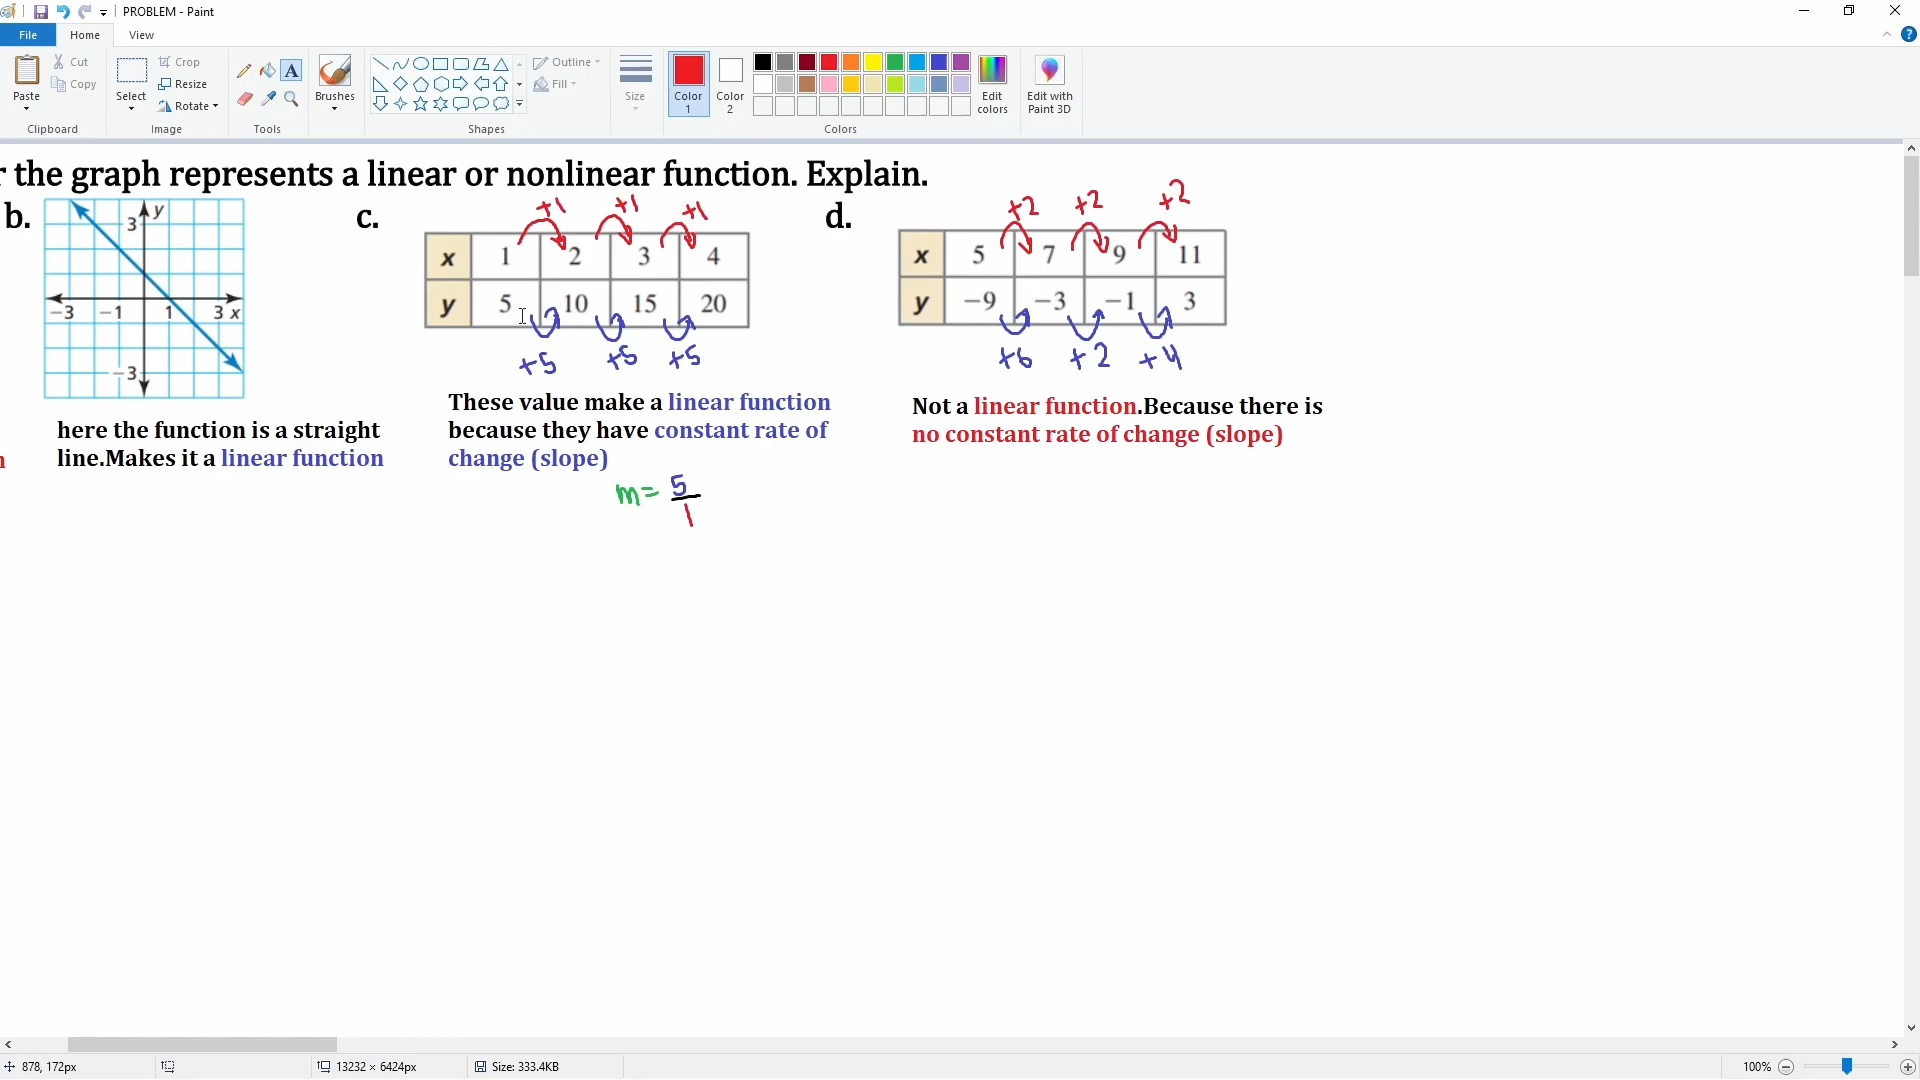 PROBLEM - Paint
File Home View
Paste
Cut
Copy
Clipboard
Select
Crop
Resize
Rotate
Image
A
Tools
Brushes
Outline
Fill
Shapes
Size
Color 1
Color 2
Edit colors
Edit with Paint 3D
Colors
r the graph represents a linear or nonlinear function. Explain.
b.
3 y
−3 −1 1 3 x
−3
here the function is a straight
line.Makes it a linear function
c.
+1 +1 +1
x 1 2 3 4
y 5 10 15 20
+5 +5 +5
These value make a linear function
because they have constant rate of
change (slope)
m= 5
1
d.
+2 +2 +2
x 5 7 9 11
y −9 −3 −1 3
+6 +2 +4
Not a linear function.Because there is
no constant rate of change (slope)
878, 172px
13232 × 6424px
Size: 333.4KB
100%